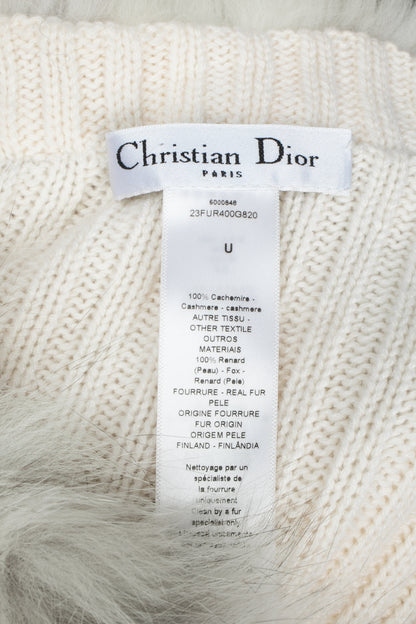 Christian Dior
PARIS
6000848
23FUR400G820
U
100% Cachemire -
Cashmere - cashmere
AUTRE TISSU -
OTHER TEXTILE
OUTROS
MATERIAIS
100% Renard
(Peau) - Fox -
Renard (Pele)
FOURRURE - REAL FUR
PELE
ORIGINE FOURRURE
FUR ORIGIN
ORIGEM PELE
FINLAND - FINLÂNDIA
Nettoyage par un
spécialiste de
la fourrure
uniquement
Clean by a fur
specialist only